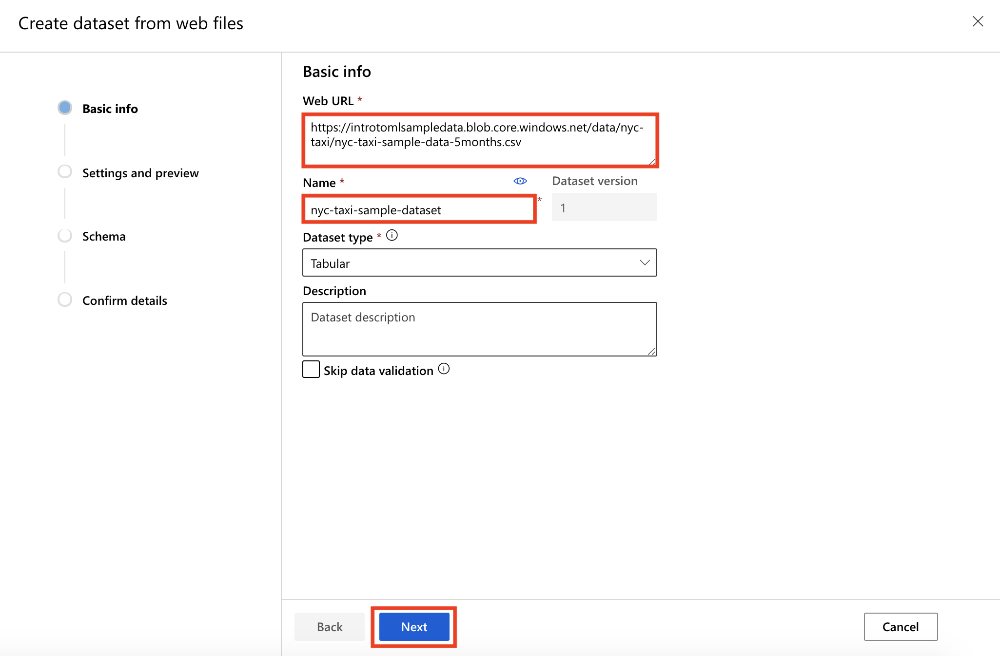 Create dataset from web files
Basic info
Settings and preview
Schema
Confirm details
Basic info
Web URL *
https://introtomlsampledata.blob.core.windows.net/data/nyc-
taxi/nyc-taxi-sample-data-5months.csv
Name *
Dataset version
nyc-taxi-sample-dataset
*
1
Dataset type *
Tabular
Description
Dataset description
Skip data validation
Back
Next
Cancel